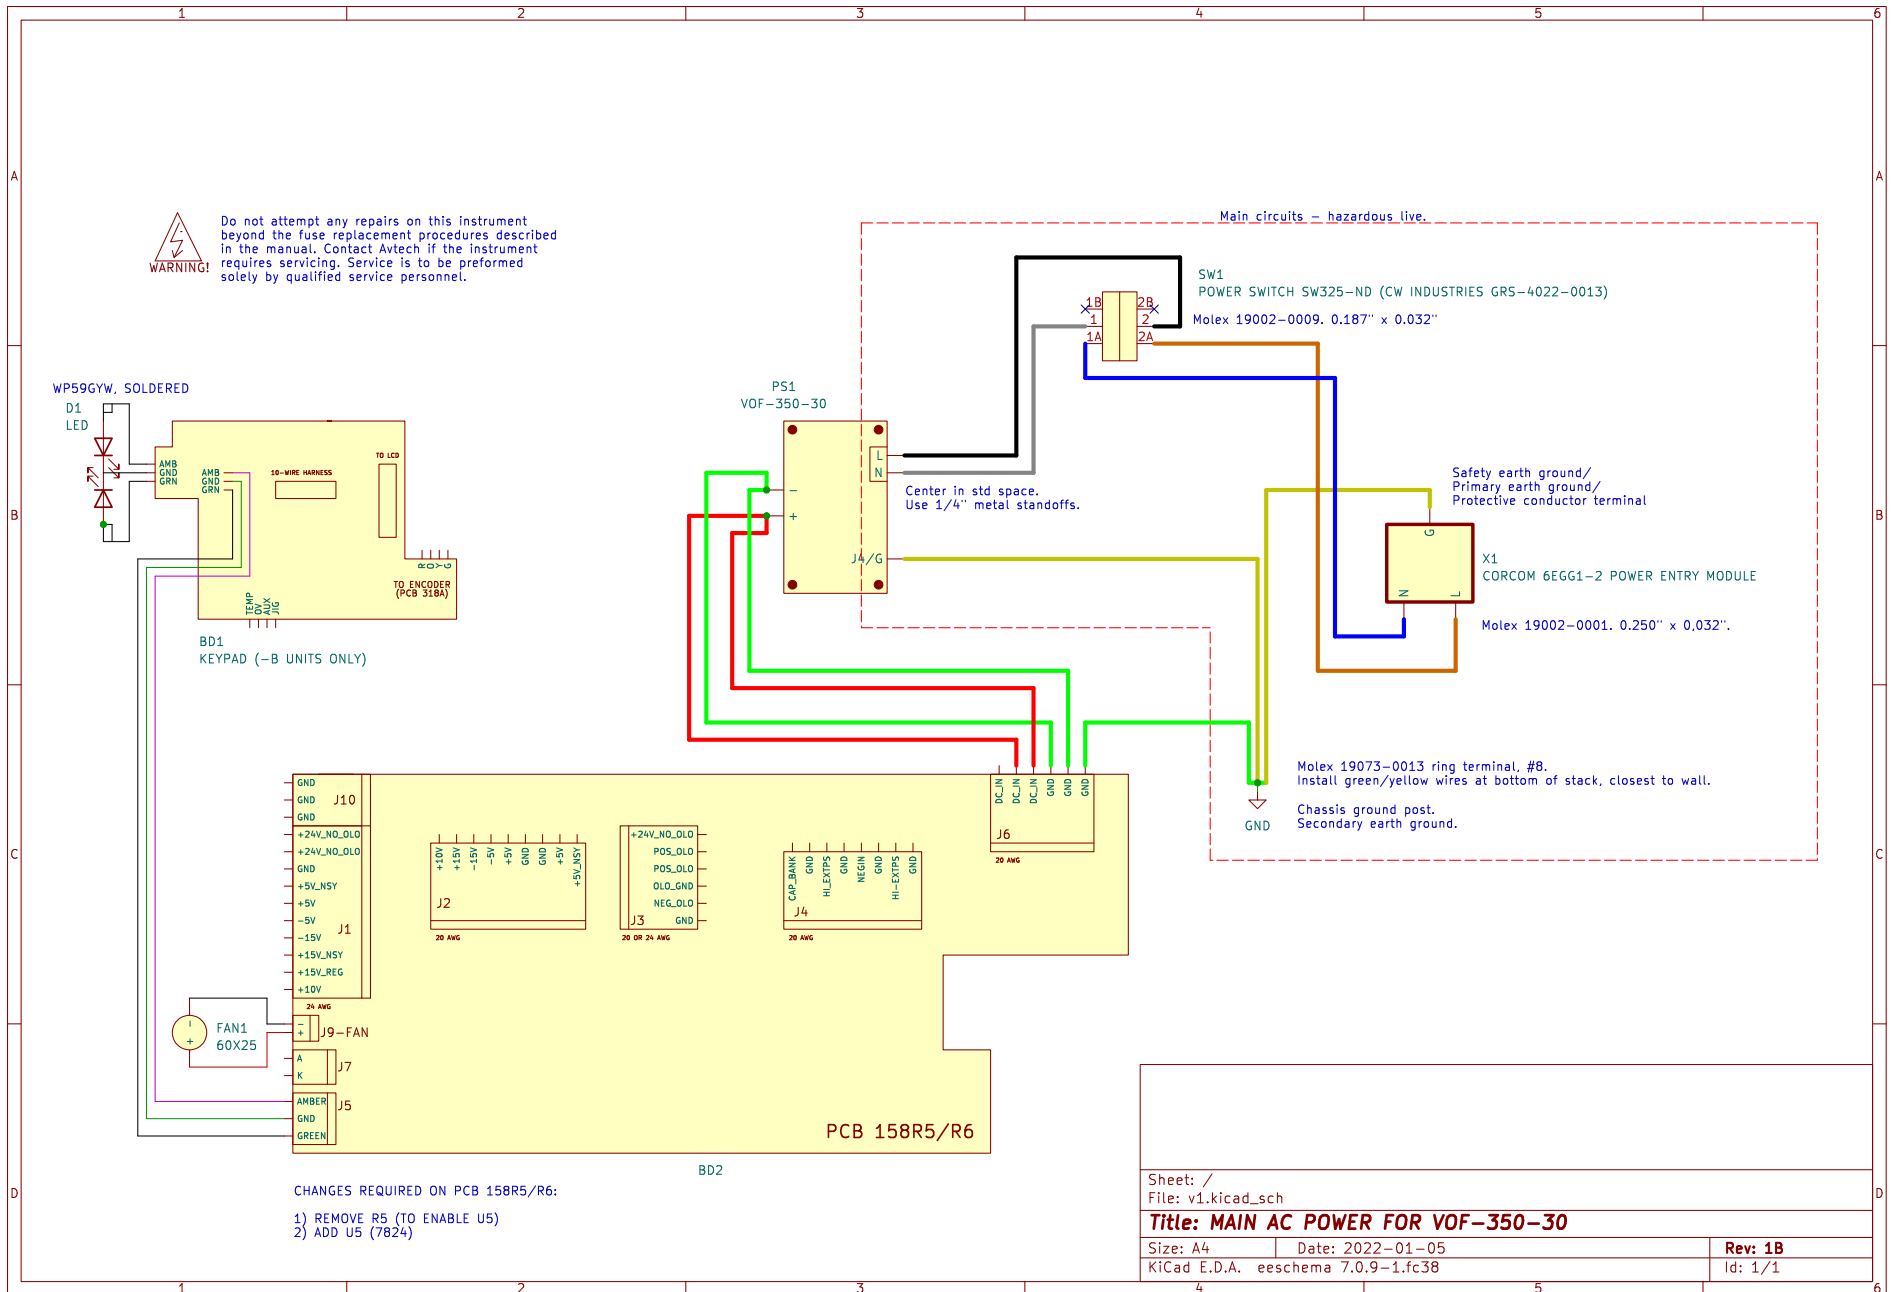 1 2 3 4 5 6
A
A
Do not attempt any repairs on this instrument
beyond the fuse replacement procedures described
in the manual. Contact Avtech if the instrument
requires servicing. Service is to be preformed
solely by qualified service personnel.
WARNING!
Main circuits – hazardous live.
SW1
POWER SWITCH SW325-ND (CW INDUSTRIES GRS-4022-0013)
Molex 19002-0009. 0.187" x 0.032"
1B 2B
1 2
1A 2A
WP59GYW, SOLDERED
D1
LED
AMB
GND
GRN
AMB
GND
GRN
10-WIRE HARNESS
TO LCD
R
O
Y
G
TO ENCODER
(PCB 318A)
TEMP
OV
AUX
JIG
BD1
KEYPAD (-B UNITS ONLY)
PS1
VOF-350-30
L
N
-
+
J4/G
Center in std space.
Use 1/4" metal standoffs.
B
B
Safety earth ground/
Primary earth ground/
Protective conductor terminal
G
N
L
X1
CORCOM 6EGG1-2 POWER ENTRY MODULE
Molex 19002-0001. 0.250" x 0,032".
Molex 19073-0013 ring terminal, #8.
Install green/yellow wires at bottom of stack, closest to wall.
Chassis ground post.
Secondary earth ground.
GND
C
C
GND
GND
GND
J10
+24V_NO_OLO
+24V_NO_OLO
GND
+5V_NSY
+5V
-5V
-15V
+15V_NSY
+15V_REG
+10V
J1
24 AWG
+10V
+15V
-15V
-5V
+5V
GND
GND
+5V
+5V_NSY
J2
20 AWG
+24V_NO_OLO
POS_OLO
POS_OLO
OLO_GND
NEG_OLO
GND
J3
20 OR 24 AWG
CAP_BANK
GND
HI_EXTPS
GND
NEGIN
GND
HI-EXTPS
GND
J4
20 AWG
DC_IN
DC_IN
DC_IN
GND
GND
GND
J6
20 AWG
FAN1
60X25
-
+
-
+
J9-FAN
A
K
J7
AMBER
GND
GREEN
J5
PCB 158R5/R6
BD2
CHANGES REQUIRED ON PCB 158R5/R6:
1) REMOVE R5 (TO ENABLE U5)
2) ADD U5 (7824)
D
D
Sheet: /
File: v1.kicad_sch
Title: MAIN AC POWER FOR VOF-350-30
Size: A4 Date: 2022-01-05 Rev: 1B
KiCad E.D.A. eeschema 7.0.9-1.fc38 Id: 1/1
1 2 3 4 5 6